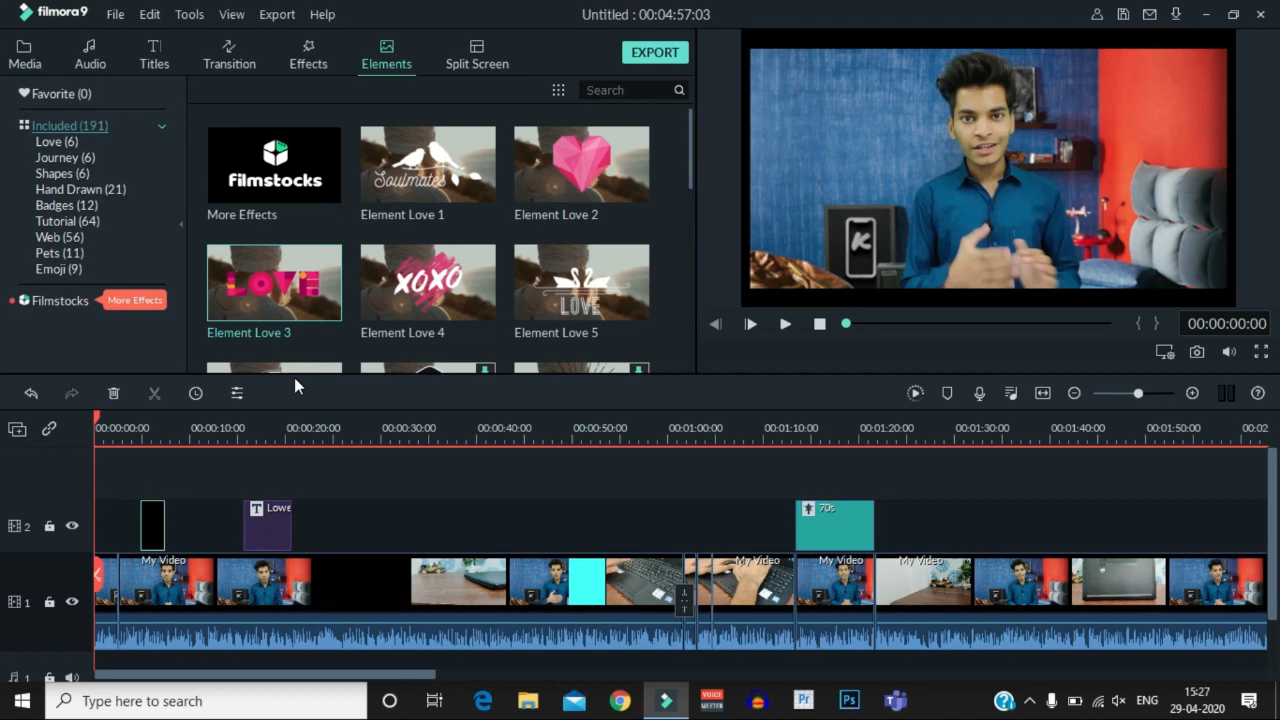 filmora9 File Edit Tools View Export Help Untitled : 00:04:57:03
Media Audio Titles Transition Effects Elements Split Screen EXPORT
Favorite (0)
Search
Included (191)
Love (6)
Journey (6)
Shapes (6)
Hand Drawn (21)
Badges (12)
Tutorial (64)
Web (56)
Pets (11)
Emoji (9)
Filmstocks More Effects
filmstocks
Soulmates
More Effects Element Love 1 Element Love 2
LOVE XOXO LOVE
Element Love 3 Element Love 4 Element Love 5
K
{ } 00:00:00:00
00:00:00:00 00:00:10:00 00:00:20:00 00:00:30:00 00:00:40:00 00:00:50:00 00:01:00:00 00:01:10:00 00:01:20:00 00:01:30:00 00:01:40:00 00:01:50:00 00:02
2 T Lowe 70s
My Video My Video My Video My Video
1
1
Type here to search VOICE MEETER Pr Ps ENG 15:27
29-04-2020